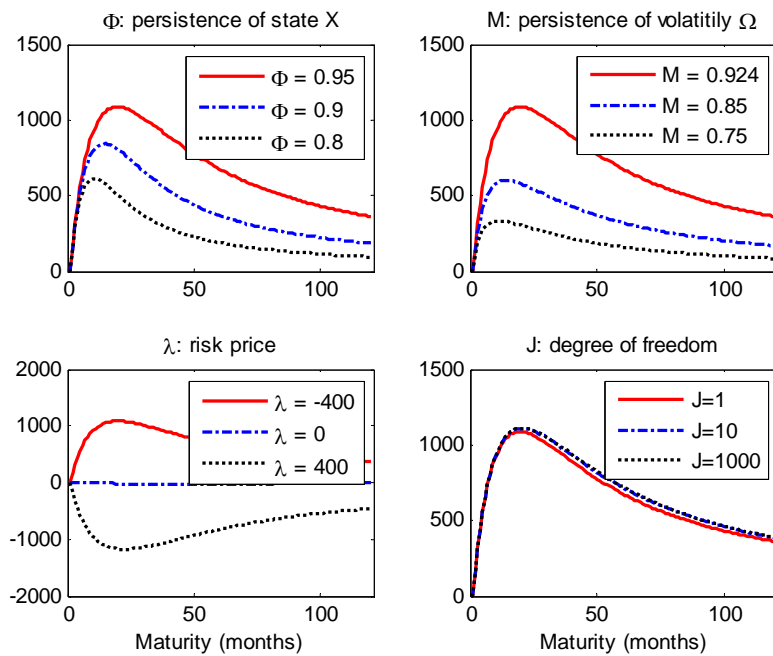 Φ: persistence of state X
1500
1000
500
0
0
50
100
Φ = 0.95
Φ = 0.9
Φ = 0.8
M: persistence of volatitily Ω
1500
1000
500
0
0
50
100
M = 0.924
M = 0.85
M = 0.75
λ: risk price
2000
1000
0
-1000
-2000
0
50
100
λ = -400
λ = 0
λ = 400
Maturity (months)
J: degree of freedom
1500
1000
500
0
0
50
100
J=1
J=10
J=1000
Maturity (months)